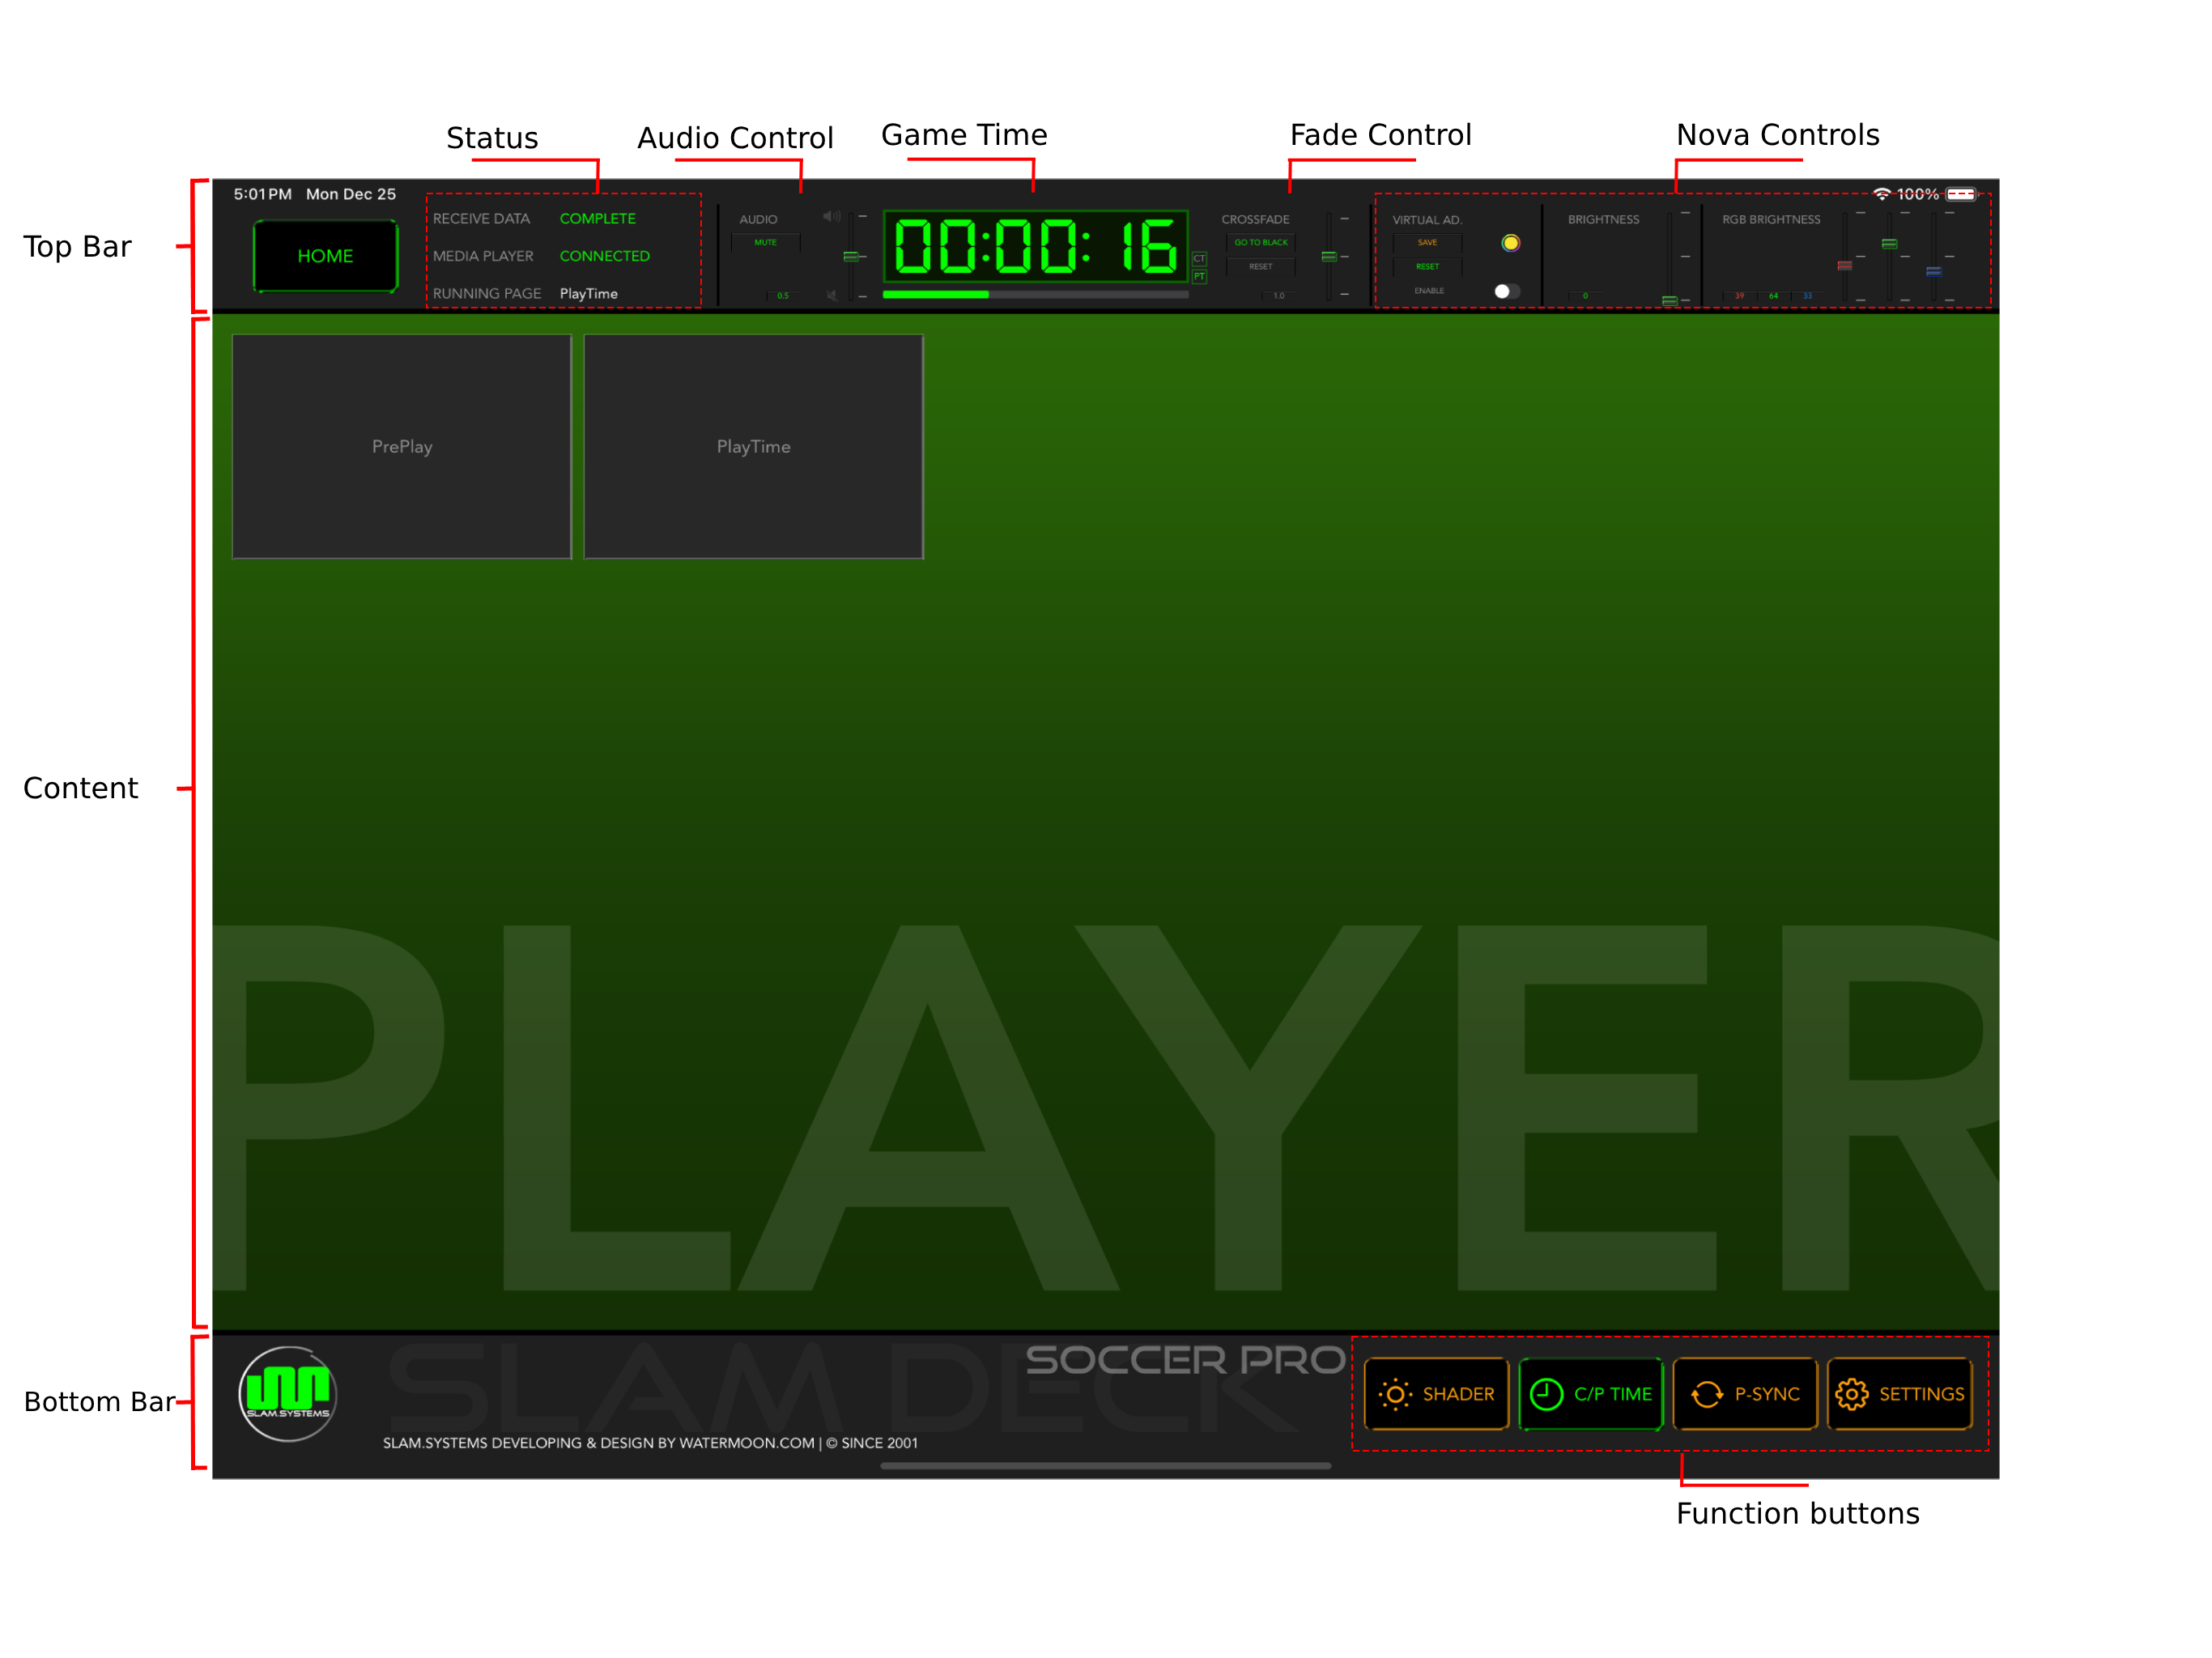 Status
Audio Control
Game Time
Fade Control
Nova Controls
Top Bar
5:01 PM Mon Dec 25
100%
HOME
RECEIVE DATA COMPLETE
MEDIA PLAYER CONNECTED
RUNNING PAGE PlayTime
AUDIO
MUTE
0.5
00:00:16
CT
PT
CROSSFADE
GO TO BLACK
RESET
1.0
VIRTUAL AD.
SAVE
RESET
ENABLE
BRIGHTNESS
0
RGB BRIGHTNESS
39 64 33
Content
PrePlay
PlayTime
PLAYER
Bottom Bar
SLAM.SYSTEMS
SLAM DECK
SOCCER PRO
SLAM.SYSTEMS DEVELOPING & DESIGN BY WATERMOON.COM | © SINCE 2001
SHADER
C/P TIME
P-SYNC
SETTINGS
Function buttons